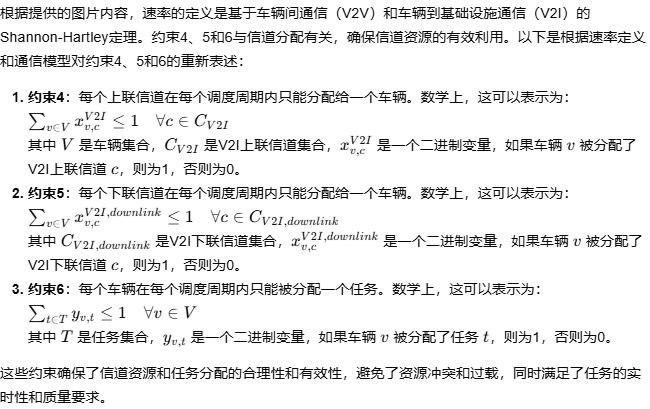 根据提供的图片内容，速率的定义是基于车辆间通信（V2V）和车辆到基础设施通信（V2I）的
Shannon-Hartley定理。约束4、5和6与信道分配有关，确保信道资源的有效利用。以下是根据速率定义
和通信模型对约束4、5和6的重新表述：
1. 约束4：每个上联信道在每个调度周期内只能分配给一个车辆。数学上，这可以表示为：
$\sum_{v \in V} x_{v,c}^{V2I} \leq 1 \quad \forall c \in C_{V2I}$
其中 $V$ 是车辆集合，$C_{V2I}$ 是V2I上联信道集合，$x_{v,c}^{V2I}$ 是一个二进制变量，如果车辆 $v$ 被分配了
V2I上联信道 $c$，则为1，否则为0。
2. 约束5：每个下联信道在每个调度周期内只能分配给一个车辆。数学上，这可以表示为：
$\sum_{v \in V} x_{v,c}^{V2I,downlink} \leq 1 \quad \forall c \in C_{V2I,downlink}$
其中 $C_{V2I,downlink}$ 是V2I下联信道集合，$x_{v,c}^{V2I,downlink}$ 是一个二进制变量，如果车辆 $v$ 被分配了
V2I下联信道 $c$，则为1，否则为0。
3. 约束6：每个车辆在每个调度周期内只能被分配一个任务。数学上，这可以表示为：
$\sum_{t \in T} y_{v,t} \leq 1 \quad \forall v \in V$
其中 $T$ 是任务集合，$y_{v,t}$ 是一个二进制变量，如果车辆 $v$ 被分配了任务 $t$，则为1，否则为0。
这些约束确保了信道资源和任务分配的合理性和有效性，避免了资源冲突和过载，同时满足了任务的实
时性和质量要求。